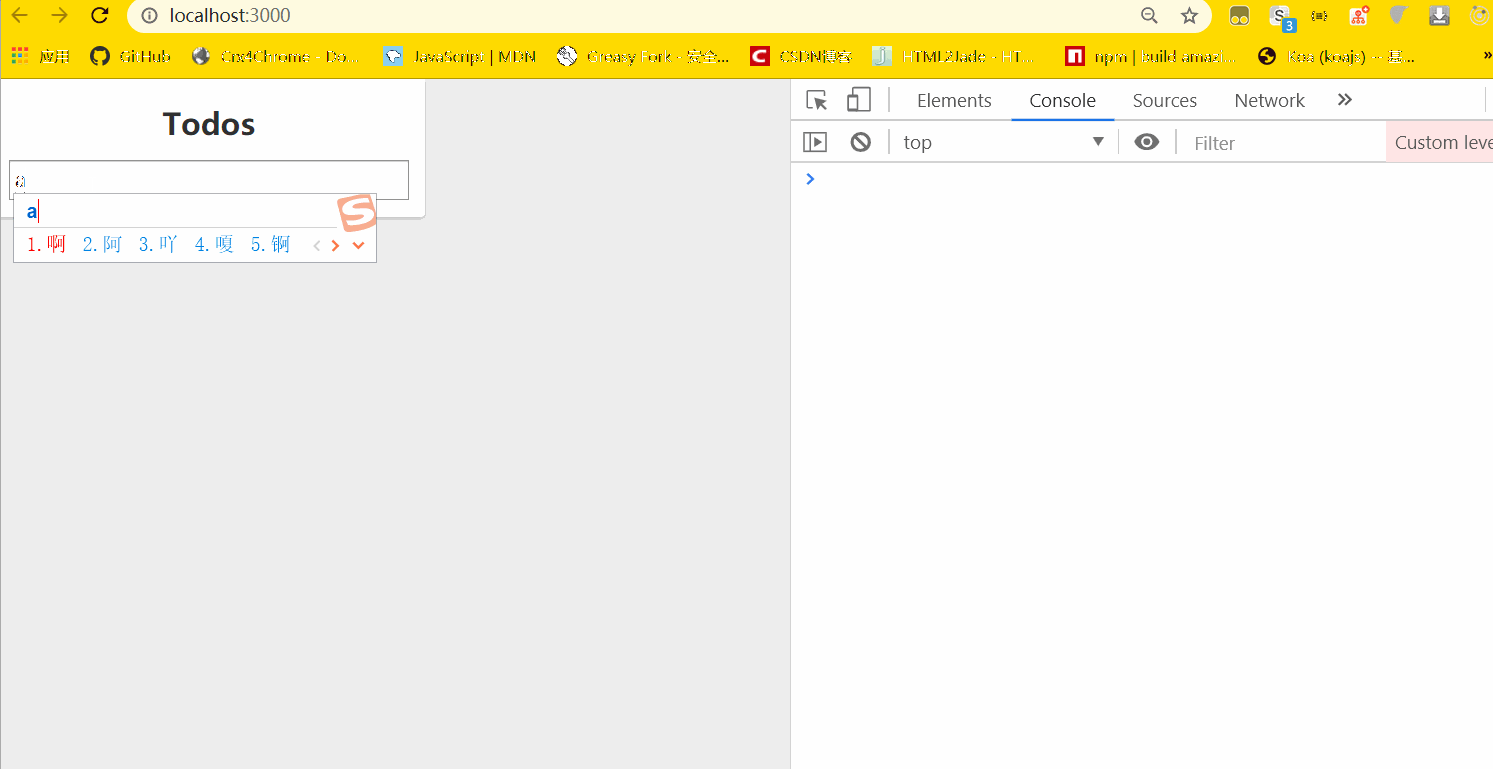 localhost:3000
S 3
应用 GitHub Crx4Chrome - Do... JavaScript | MDN Greasy Fork - 安全... C CSDN博客 J HTML2Jade - HT... n npm | build amazi... Koa (koajs) -- 基... »
Todos
a
a
S
1.啊 2.阿 3.吖 4.嘎 5.锕
Elements Console Sources Network »
top Filter Custom leve